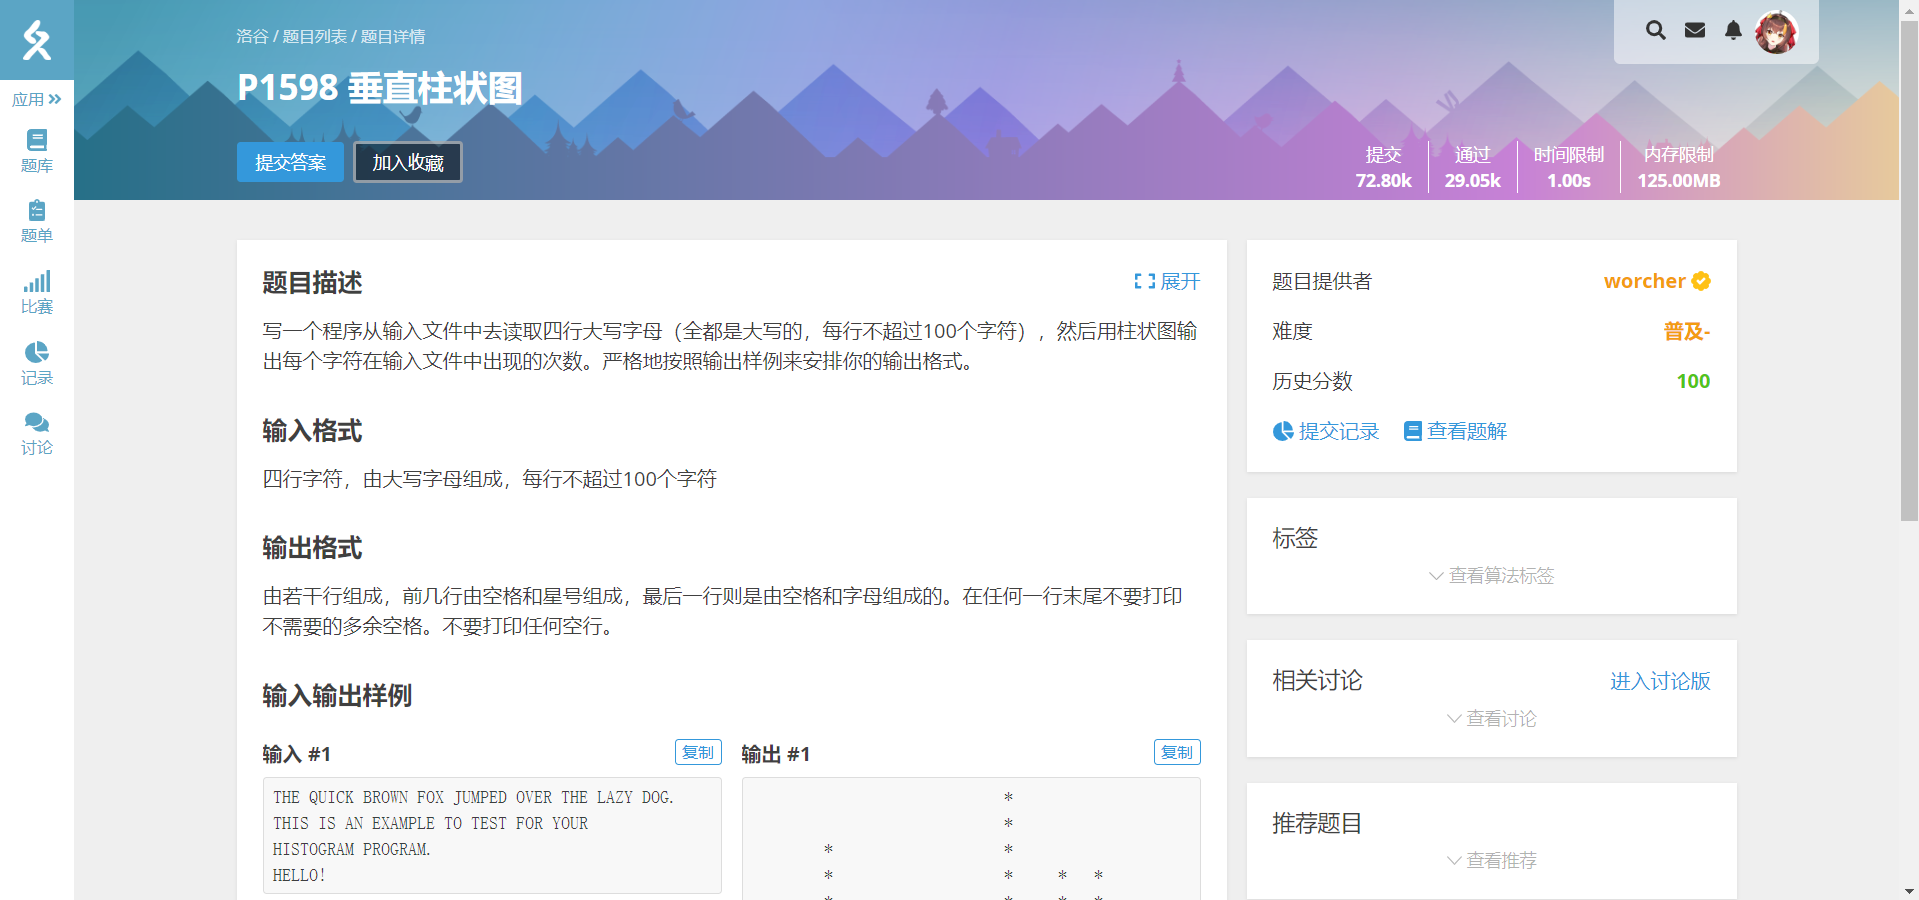 洛谷 / 题目列表 / 题目详情
P1598 垂直柱状图
提交答案
加入收藏
提交
72.80k
通过
29.05k
时间限制
1.00s
内存限制
125.00MB
应用
题库
题单
比赛
记录
讨论
题目描述
展开
写一个程序从输入文件中去读取四行大写字母（全都是大写的，每行不超过100个字符），然后用柱状图输
出每个字符在输入文件中出现的次数。严格地按照输出样例来安排你的输出格式。
输入格式
四行字符，由大写字母组成，每行不超过100个字符
输出格式
由若干行组成，前几行由空格和星号组成，最后一行则是由空格和字母组成的。在任何一行末尾不要打印
不需要的多余空格。不要打印任何空行。
输入输出样例
输入 #1
复制
THE QUICK BROWN FOX JUMPED OVER THE LAZY DOG.
THIS IS AN EXAMPLE TO TEST FOR YOUR
HISTOGRAM PROGRAM.
HELLO!
输出 #1
复制
*
*
* *
* * * *
* * * *
题目提供者
worcher
难度
普及-
历史分数
100
提交记录
查看题解
标签
查看算法标签
相关讨论
进入讨论版
查看讨论
推荐题目
查看推荐